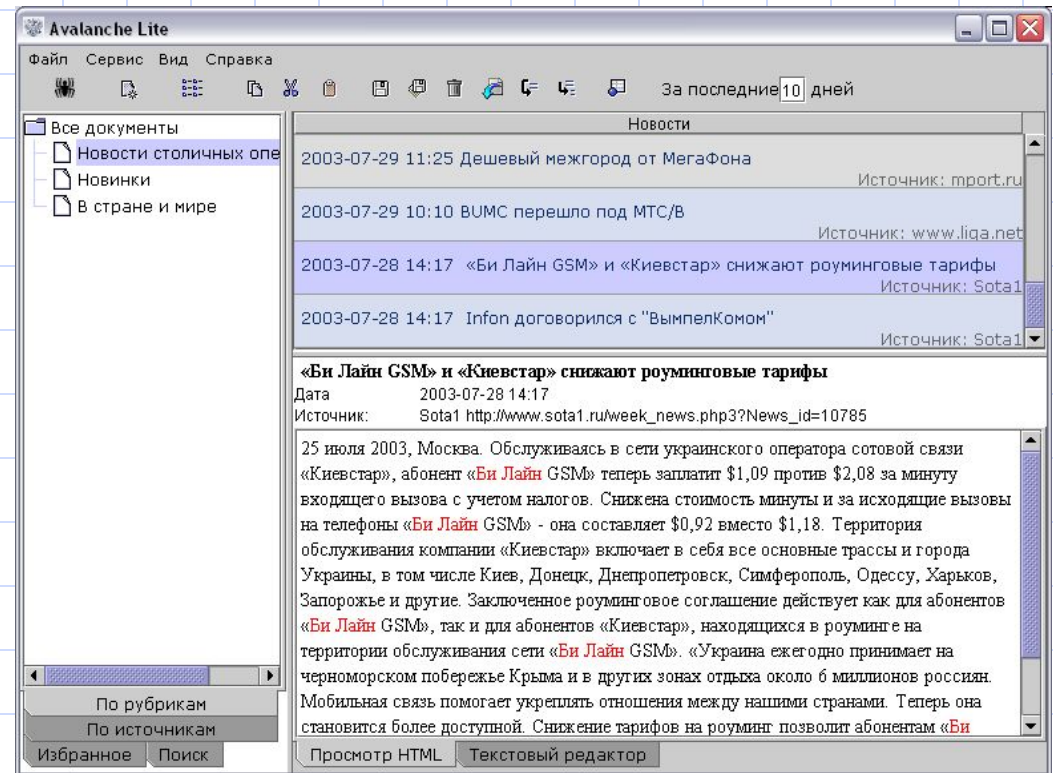 Avalanche Lite
Файл Сервис Вид Справка
За последние 10 дней
Все документы
Новости столичных опе
Новинки
В стране и мире
По рубрикам
По источникам
Избранное Поиск
Новости
2003-07-29 11:25 Дешевый межгород от МегаФона
Источник: mport.ru
2003-07-29 10:10 BUMC перешло под МТС/В
Источник: www.liga.net
2003-07-28 14:17 «Би Лайн GSM» и «Киевстар» снижают роуминговые тарифы
Источник: Sota1
2003-07-28 14:17 Infon договорился с "ВымпелКомом"
Источник: Sota1
«Би Лайн GSM» и «Киевстар» снижают роуминговые тарифы
Дата 2003-07-28 14:17
Источник: Sota1 http://www.sota1.ru/week_news.php3?News_id=10785
25 июля 2003, Москва. Обслуживаясь в сети украинского оператора сотовой связи
«Киевстар», абонент «Би Лайн GSM» теперь заплатит $1,09 против $2,08 за минуту
входящего вызова с учетом налогов. Снижена стоимость минуты и за исходящие вызовы
на телефоны «Би Лайн GSM» - она составляет $0,92 вместо $1,18. Территория
обслуживания компании «Киевстар» включает в себя все основные трассы и города
Украины, в том числе Киев, Донецк, Днепропетровск, Симферополь, Одессу, Харьков,
Запорожье и другие. Заключенное роуминговое соглашение действует как для абонентов
«Би Лайн GSM», так и для абонентов «Киевстар», находящихся в роуминге на
территории обслуживания сети «Би Лайн GSM». «Украина ежегодно принимает на
черноморском побережье Крыма и в других зонах отдыха около 6 миллионов россиян.
Мобильная связь помогает укреплять отношения между нашими странами. Теперь она
становится более доступной. Снижение тарифов на роуминг позволит абонентам «Би
Просмотр HTML Текстовый редактор